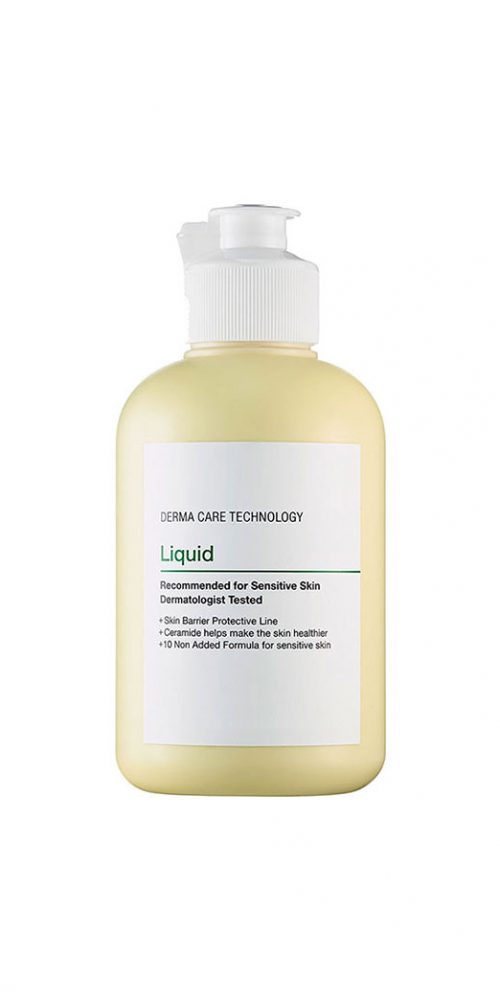 DERMA CARE TECHNOLOGY
Liquid
Recommended for Sensitive Skin
Dermatologist Tested
+Skin Barrier Protective Line
+Ceramide helps make the skin healthier
+10 Non Added Formula for sensitive skin